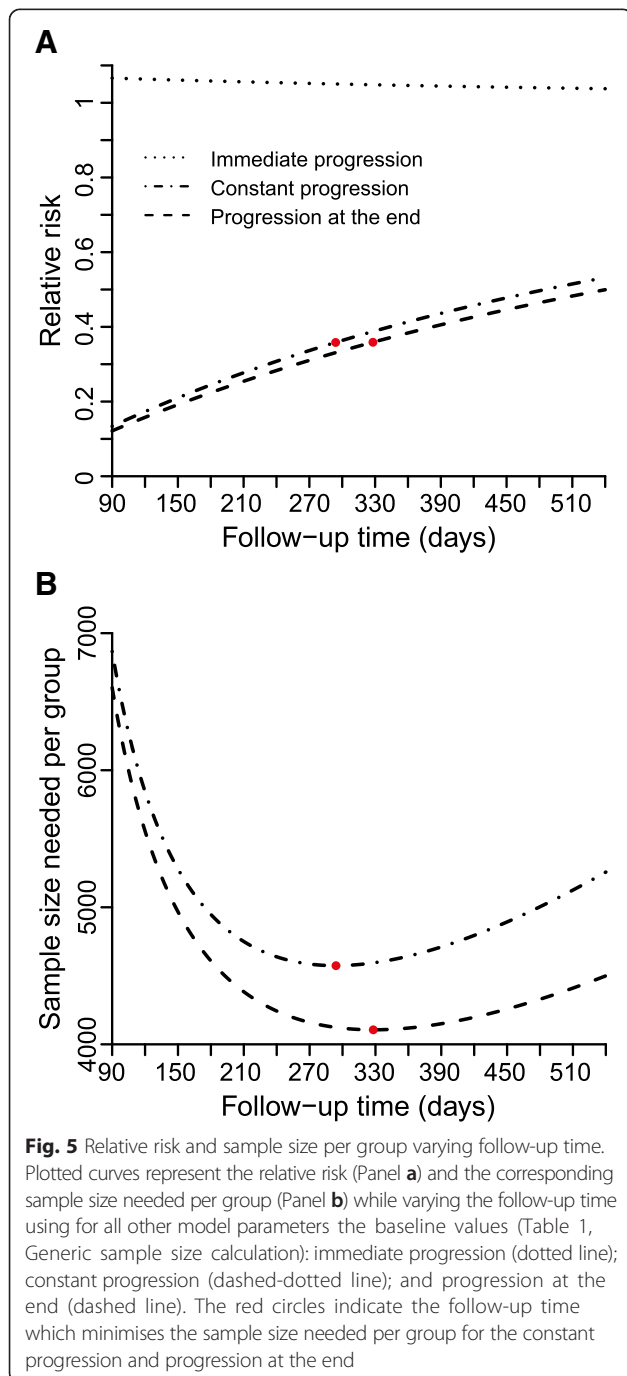 A
Relative risk
0 0.2 0.4 0.6 0.8 1
Immediate progression
Constant progression
Progression at the end
90 150 210 270 330 390 450 510
Follow−up time (days)
B
Sample size needed per group
4000 5000 6000 7000
90 150 210 270 330 390 450 510
Follow−up time (days)
Fig. 5 Relative risk and sample size per group varying follow-up time.
Plotted curves represent the relative risk (Panel a) and the corresponding
sample size needed per group (Panel b) while varying the follow-up time
using for all other model parameters the baseline values (Table 1,
Generic sample size calculation): immediate progression (dotted line);
constant progression (dashed-dotted line); and progression at the
end (dashed line). The red circles indicate the follow-up time
which minimises the sample size needed per group for the constant
progression and progression at the end